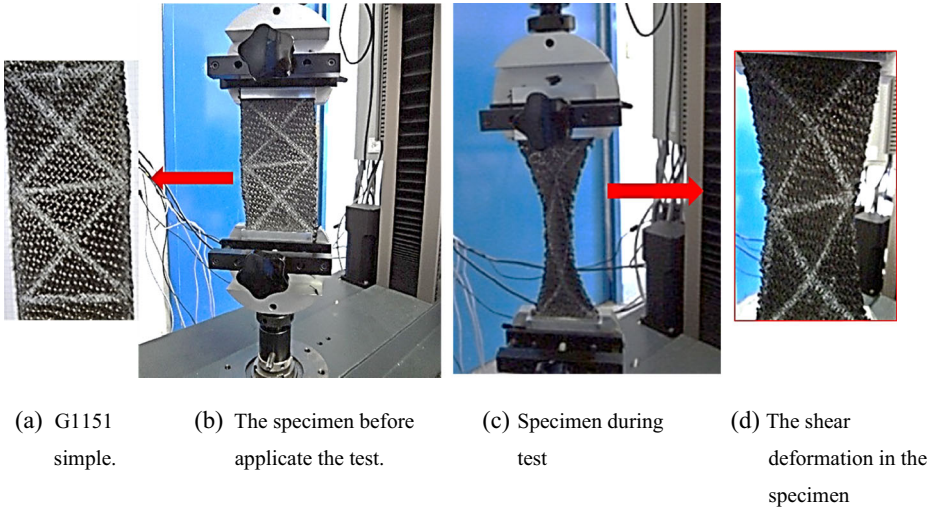 (a) G1151
simple.
(b) The specimen before
applicate the test.
(c) Specimen during
test
(d) The shear
deformation in the
specimen